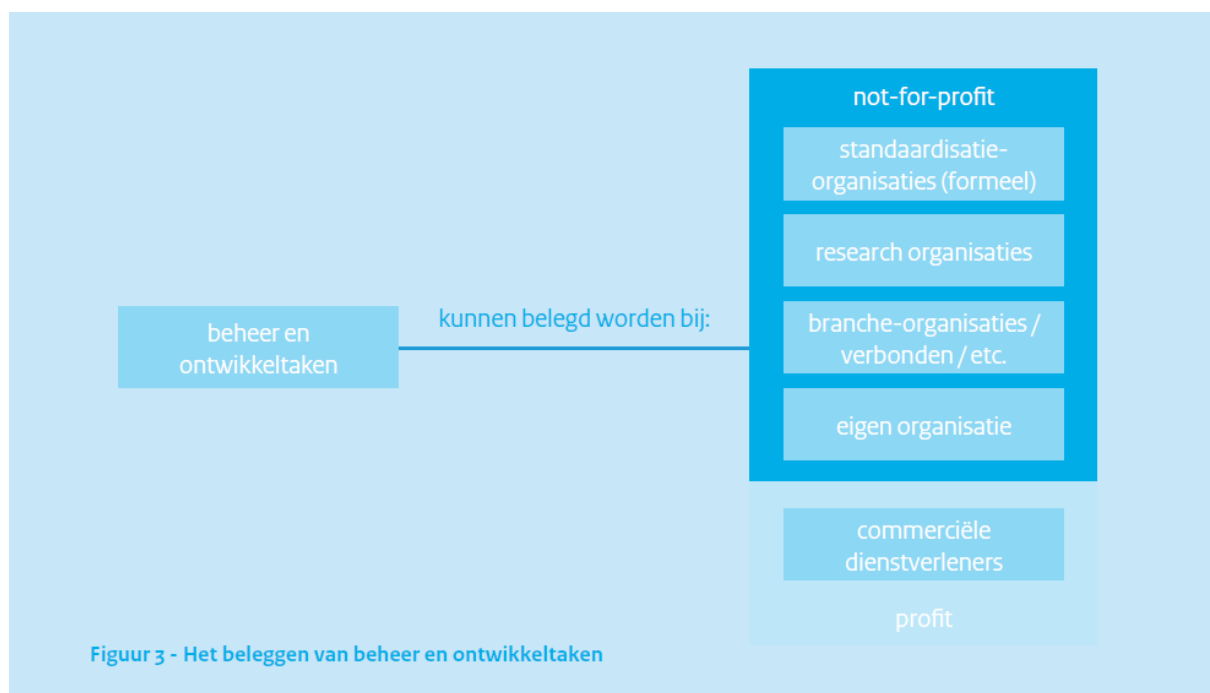 not-for-profit
standaardisatie-
organisaties (formeel)
research organisaties
kunnen belegd worden bij:
beheer en
ontwikkeltaken
branche-organisaties /
verbonden / etc.
eigen organisatie
commerciële
dienstverleners
profit
Figuur 3 - Het beleggen van beheer en ontwikkeltaken